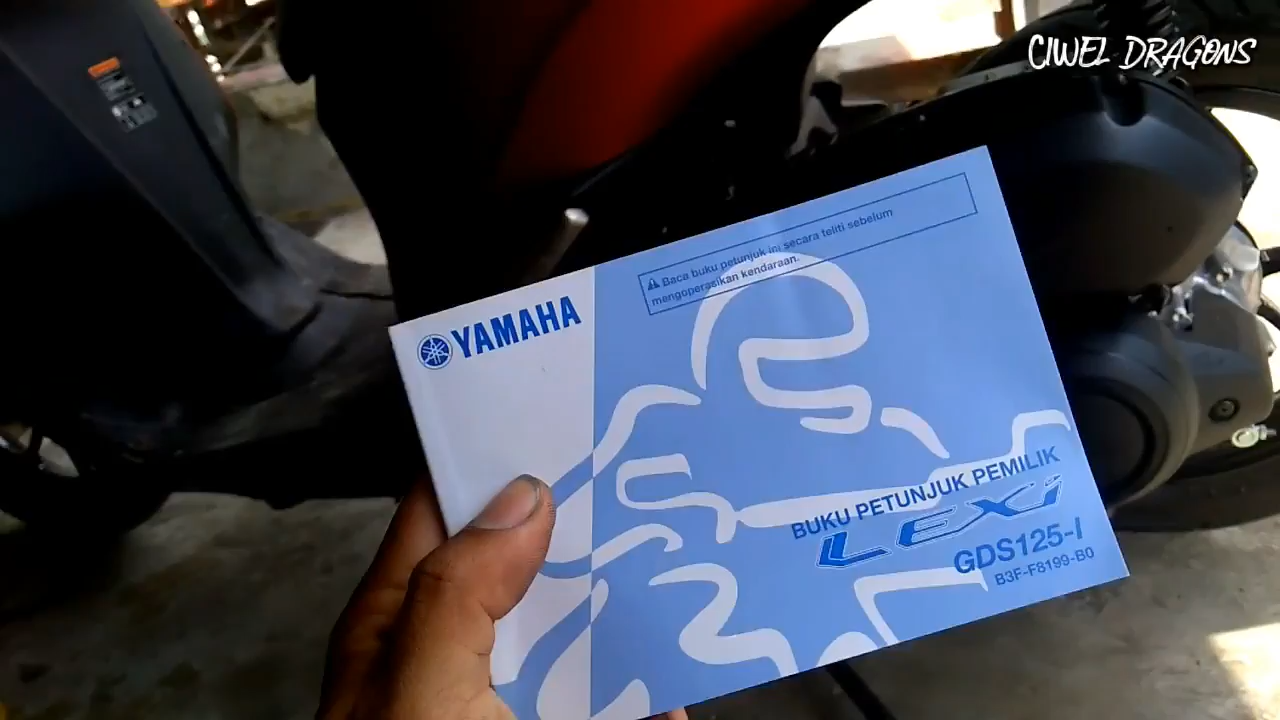 CIWEL DRAGONS
YAMAHA
Baca buku petunjuk ini secara teliti sebelum
mengoperasikan kendaraan.
BUKU PETUNJUK PEMILIK
LEXi
GDS125-I
B3F-F8199-B0